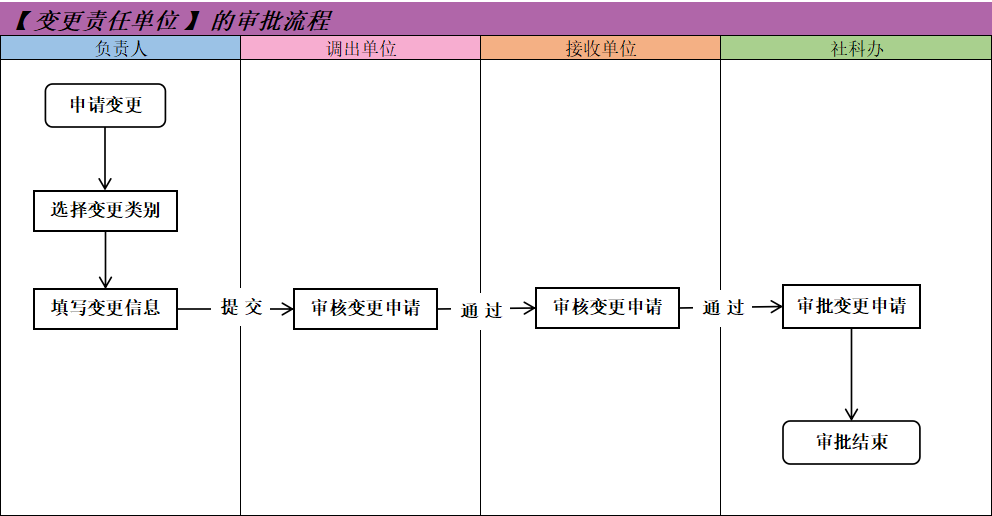 【变更责任单位】的审批流程
负责人
调出单位
接收单位
社科办
申请变更
选择变更类别
填写变更信息
提交
审核变更申请
通过
审核变更申请
通过
审批变更申请
审批结束